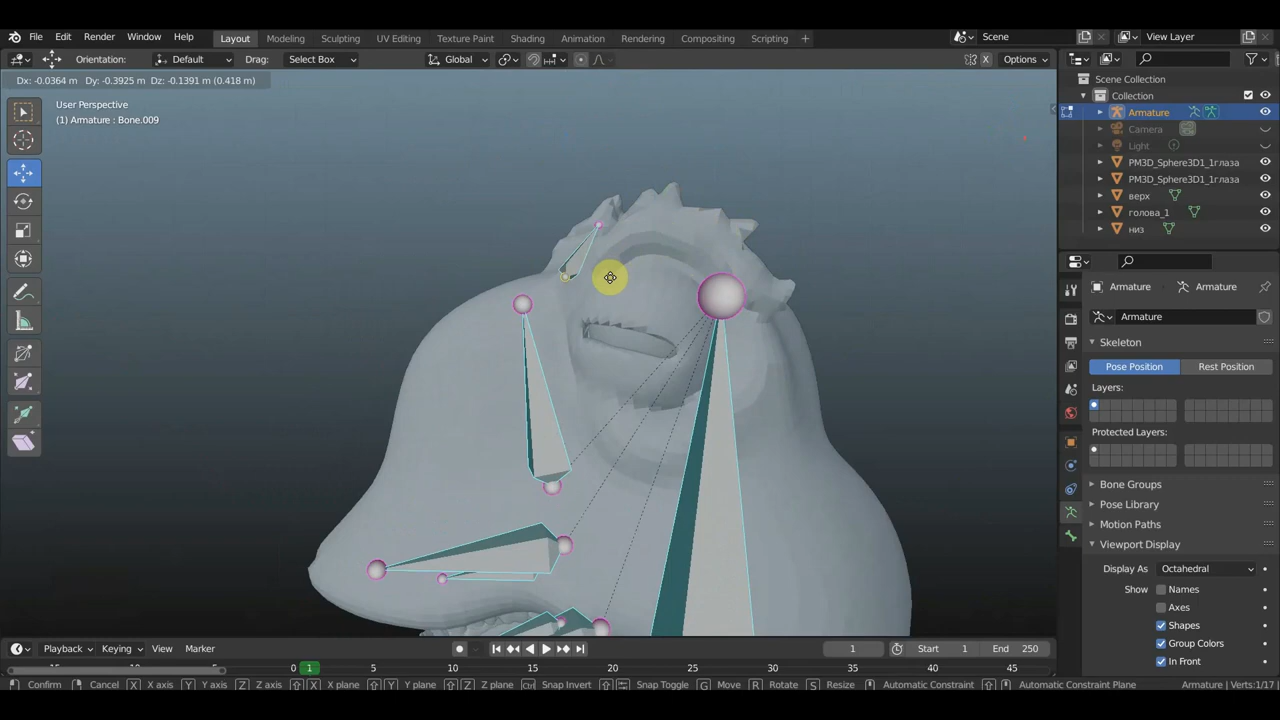 File Edit Render Window Help Layout Modeling Sculpting UV Editing Texture Paint Shading Animation Rendering Compositing Scripting + Scene View Layer
Orientation: Default Drag: Select Box Global X Options
Dx: -0.0364 m Dy: -0.3925 m Dz: -0.1391 m (0.418 m)
User Perspective
(1) Armature : Bone.009
Scene Collection
Collection
Armature
Camera
Light
PM3D_Sphere3D1_1глаза
PM3D_Sphere3D1_1глаза
верх
голова_1
низ
Armature Armature
Armature
Skeleton
Pose Position Rest Position
Layers:
Protected Layers:
Bone Groups
Pose Library
Motion Paths
Viewport Display
Display As Octahedral
Show Names
Axes
Shapes
Group Colors
In Front
Playback Keying View Marker 1 Start 1 End 250
0 1 5 10 15 20 25 30 35 40 45
Confirm Cancel X X axis Y Y axis Z Z axis X X plane Y Y plane Z Z plane Ctrl Snap Invert Snap Toggle G Move R Rotate S Resize Automatic Constraint Automatic Constraint Plane Armature | Verts:1/17 |